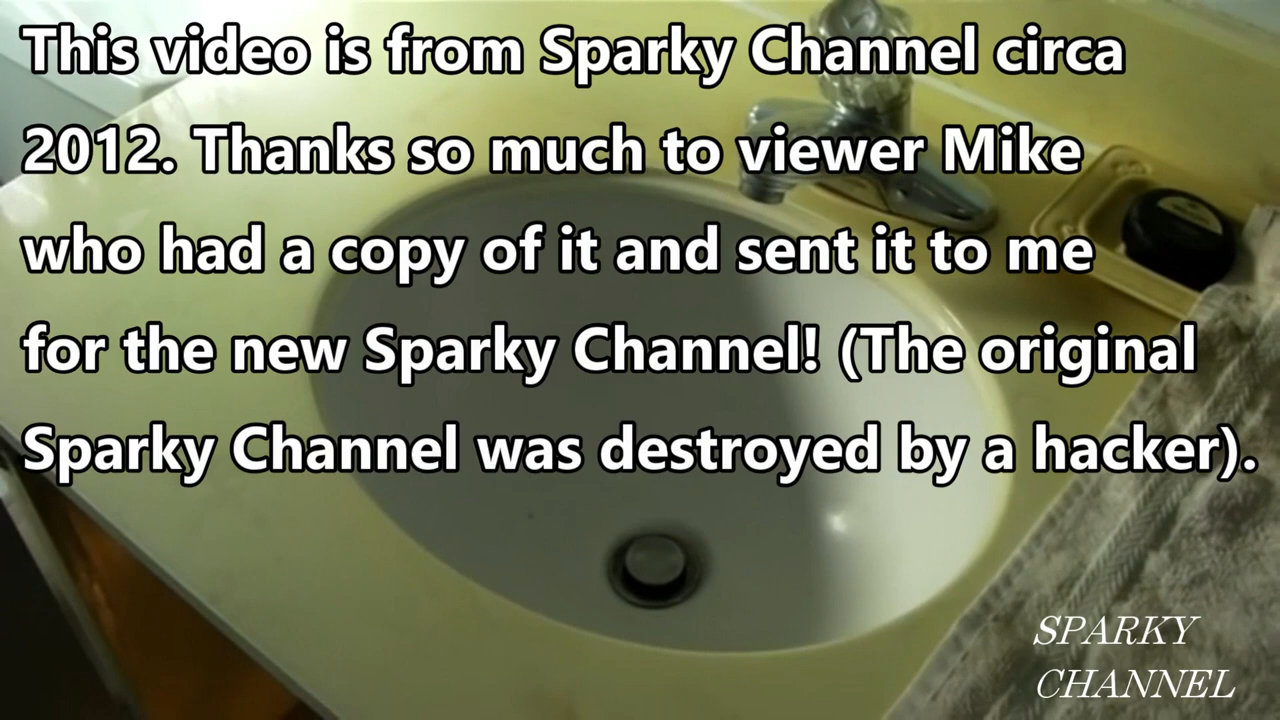 This video is from Sparky Channel circa
2012. Thanks so much to viewer Mike
who had a copy of it and sent it to me
for the new Sparky Channel! (The original
Sparky Channel was destroyed by a hacker).
SPARKY
CHANNEL